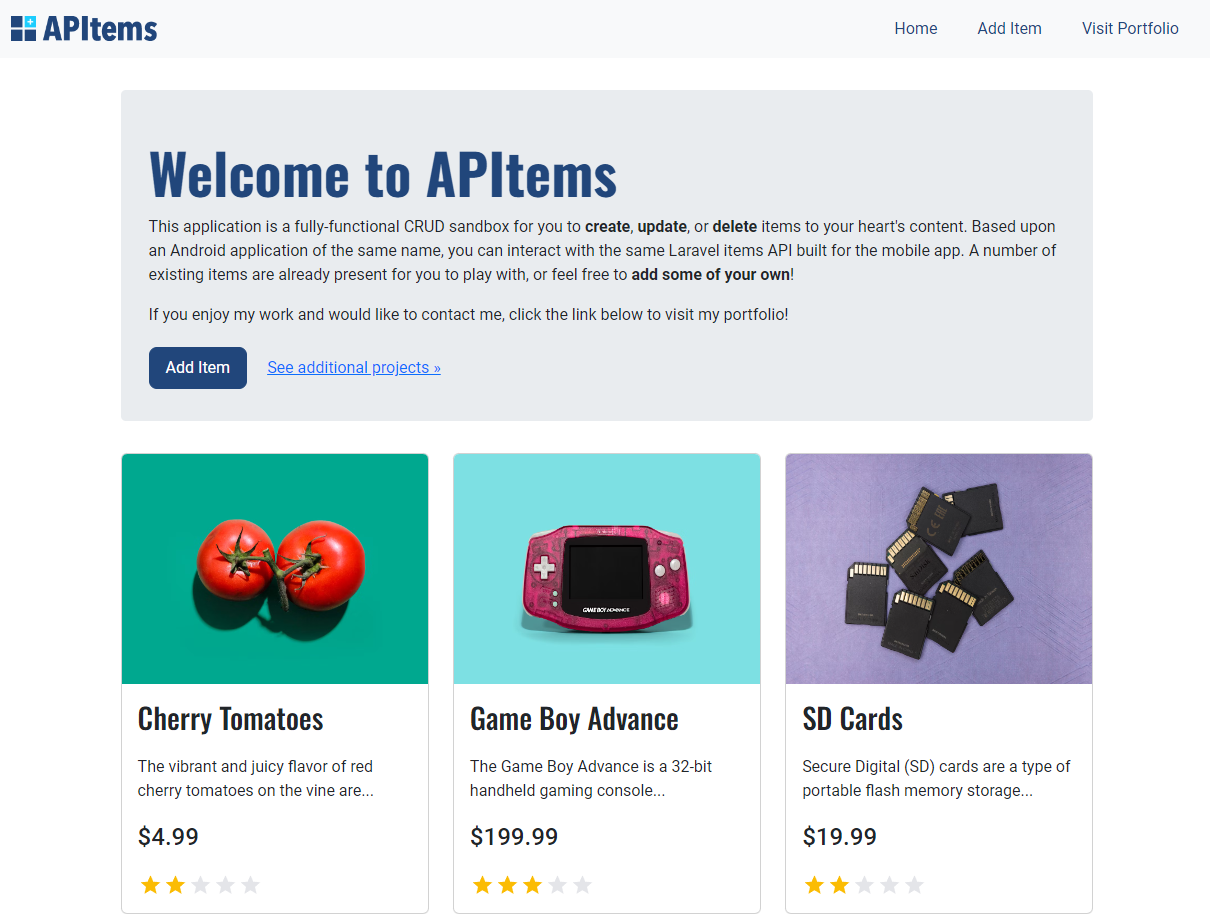 APItems
Home
Add Item
Visit Portfolio
Welcome to APItems
This application is a fully-functional CRUD sandbox for you to create, update, or delete items to your heart's content. Based upon
an Android application of the same name, you can interact with the same Laravel items API built for the mobile app. A number of
existing items are already present for you to play with, or feel free to add some of your own!
If you enjoy my work and would like to contact me, click the link below to visit my portfolio!
Add Item
See additional projects »
GAME BOY ADVANCE
Cherry Tomatoes
The vibrant and juicy flavor of red
cherry tomatoes on the vine are...
$4.99
Game Boy Advance
The Game Boy Advance is a 32-bit
handheld gaming console...
$199.99
SD Cards
Secure Digital (SD) cards are a type of
portable flash memory storage...
$19.99